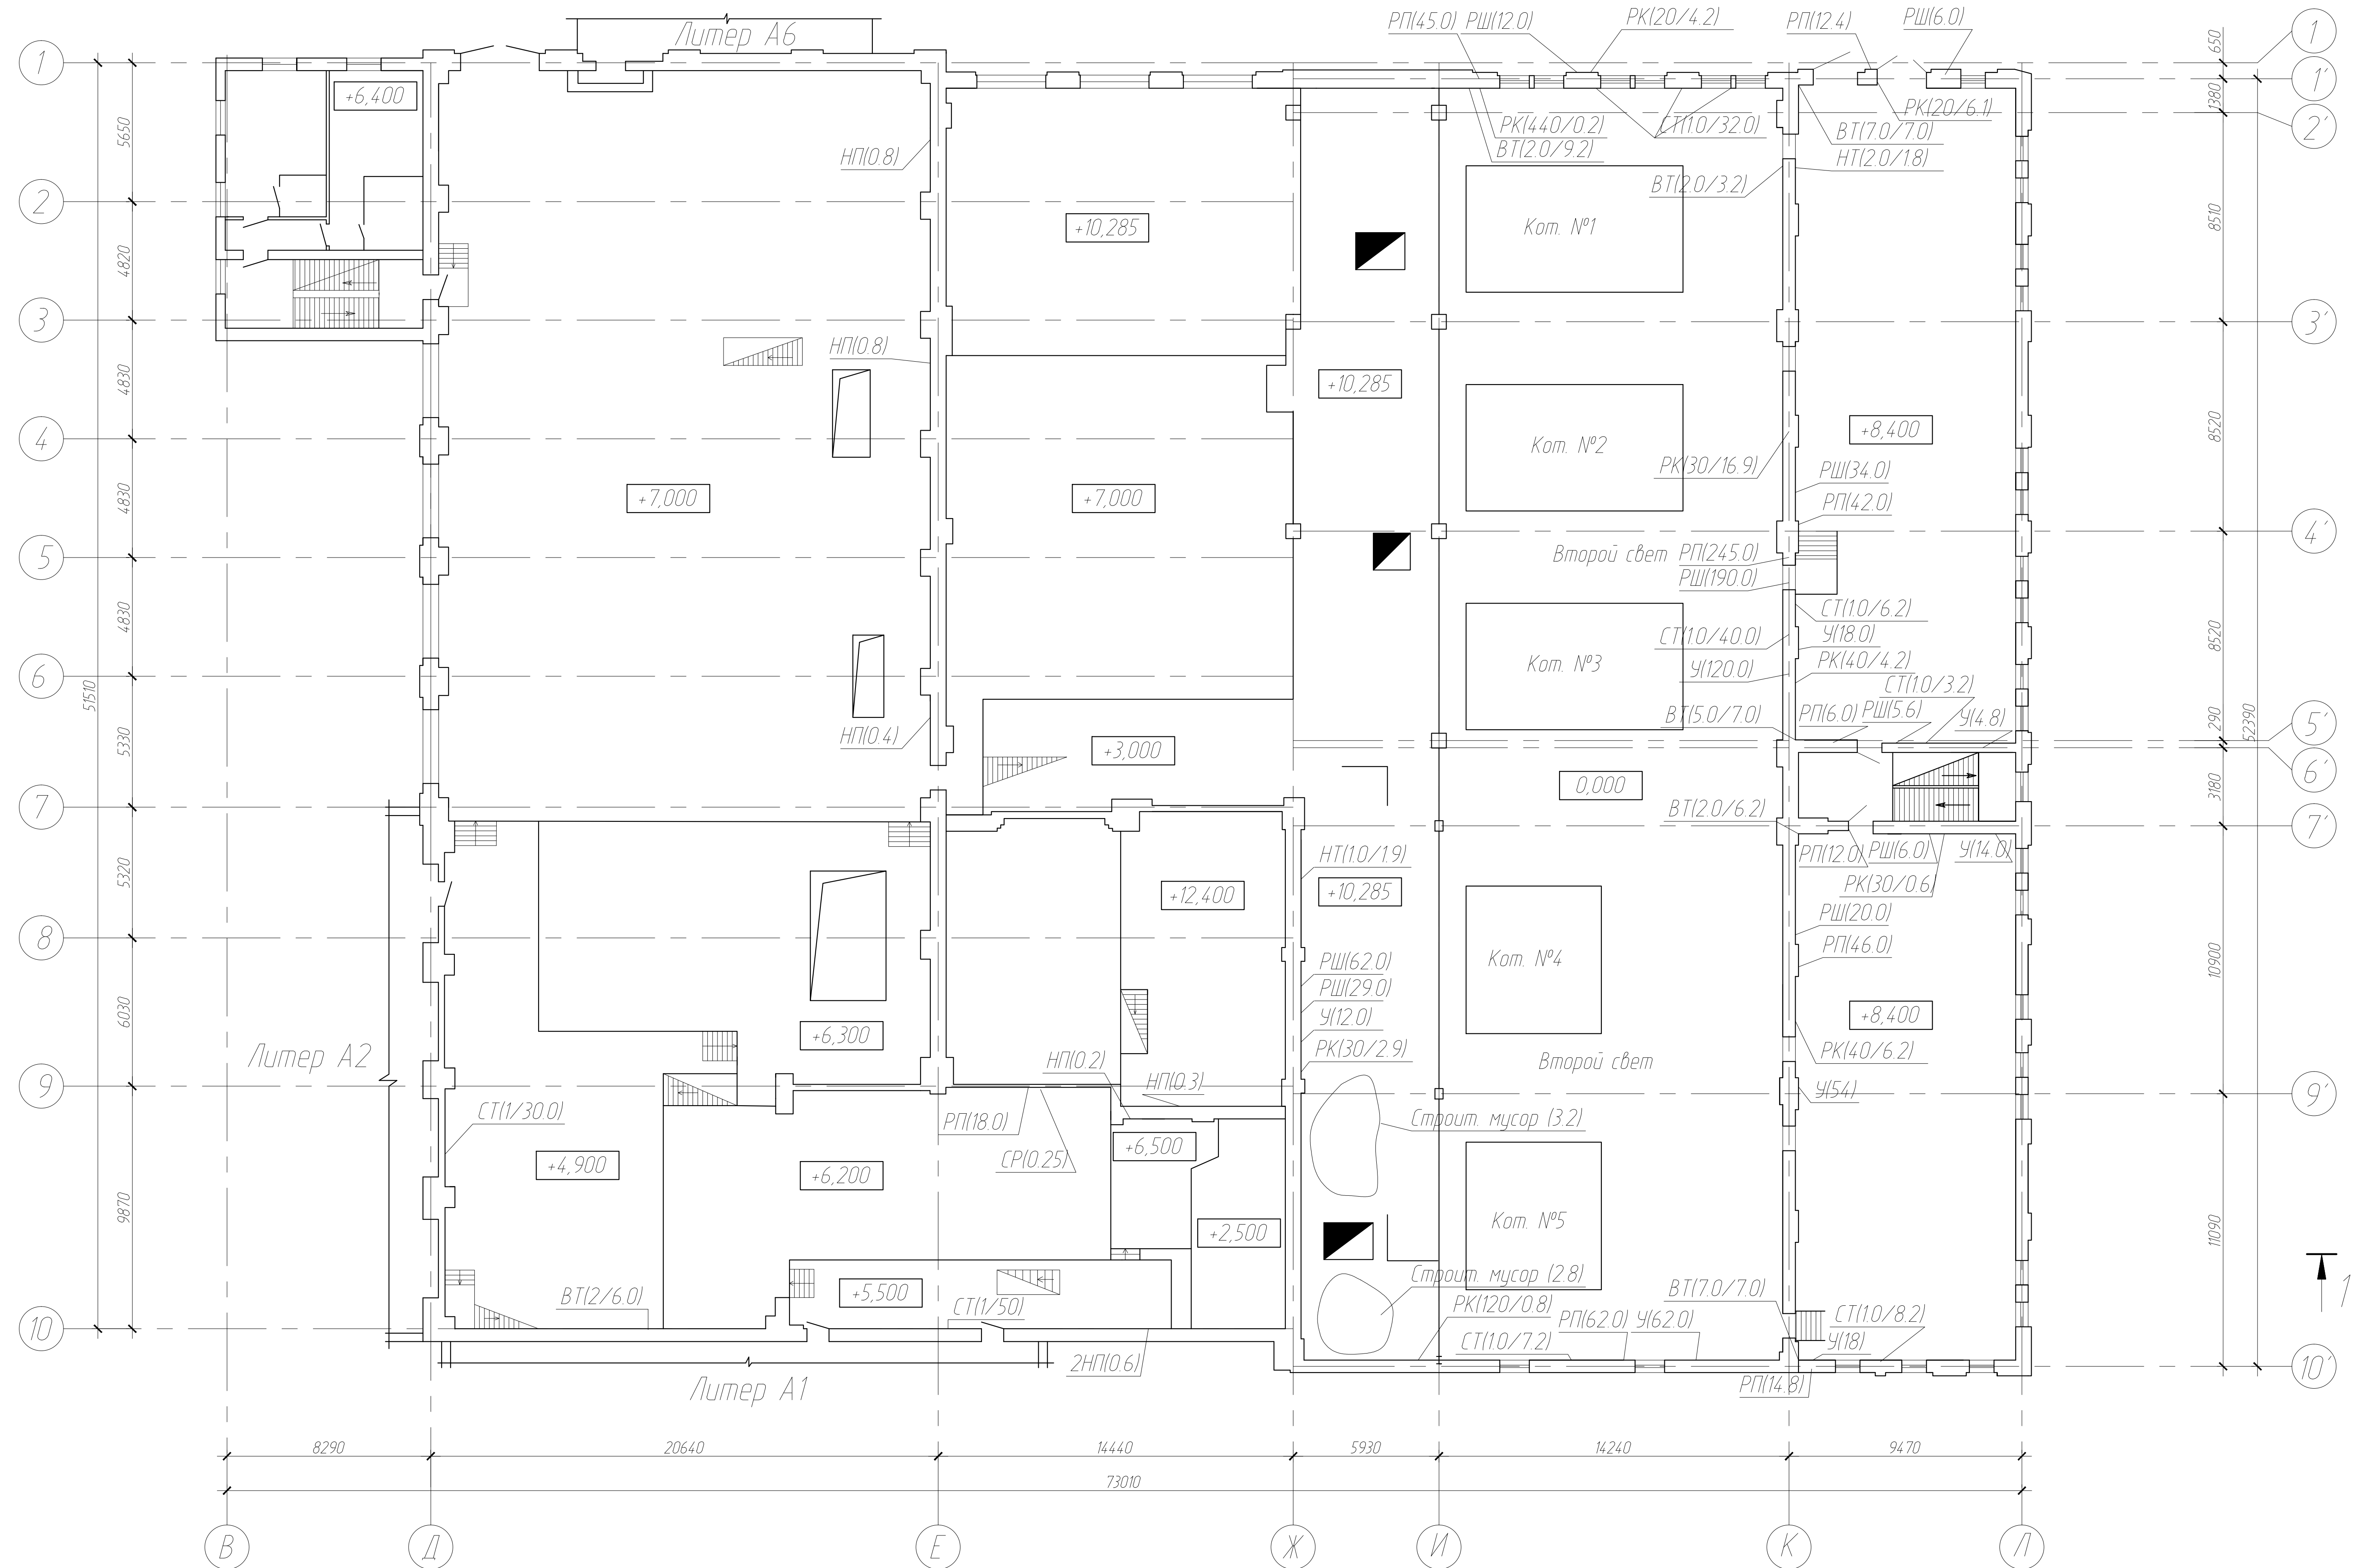 Литер А6
РП(45.0) РШ(12.0) РК(20/4.2) РП(12.4) РШ(6.0)
1
1
1'
2'
650
1380
+6,400
5650
НП(0.8)
РК(440/0.2)
СТ(1.0/32.0)
РК(20/6.1)
ВТ(2.0/9.2)
ВТ(7.0/7.0)
НТ(2.0/1.8)
ВТ(2.0/3.2)
2
+10,285
Кот. №1
8510
4820
3
3'
НП(0.8)
4830
+10,285
4
Кот. №2
+8,400
8520
РК(30/16.9)
РШ(34.0)
РП(42.0)
4830
+7,000
+7,000
5
4'
Второй свет
РП(245.0)
РШ(190.0)
4830
СТ(1.0/6.2)
СТ(1.0/40.0)
У(18.0)
8520
6
Кот. №3
У(120.0)
РК(40/4.2)
СТ(1.0/3.2)
51510
ВТ(5.0/7.0)
РП(6.0)
РШ(5.6)
У(4.8)
290
52390
5'
5330
НП(0.4)
+3,000
6'
0,000
3180
7
ВТ(2.0/6.2)
7'
5320
НТ(1.0/1.9)
РП(12.0)
РШ(6.0)
У(14.0)
+12,400
+10,285
РК(30/0.6)
8
РШ(20.0)
РП(46.0)
10900
РШ(62.0)
Кот. №4
РШ(29.0)
6030
+6,300
У(12.0)
+8,400
Литер А2
НП(0.2)
РК(30/2.9)
Второй свет
РК(40/6.2)
9
НП(0.3)
У(54)
9'
СТ(1/30.0)
РП(18.0)
Строит. мусор (3.2)
+4,900
СР(0.25)
+6,500
+6,200
9870
+2,500
Кот. №5
11090
Строит. мусор (2.8)
1
ВТ(2/6.0)
+5,500
СТ(1/50)
РК(120/0.8)
ВТ(7.0/7.0)
10
СТ(1.0/7.2)
РП(62.0)
У(62.0)
СТ(1.0/8.2)
У(18)
2НП(0.6)
10'
Литер А1
РП(14.8)
8290
20640
14440
5930
14240
9470
73010
В
Д
Е
Ж
И
К
Л